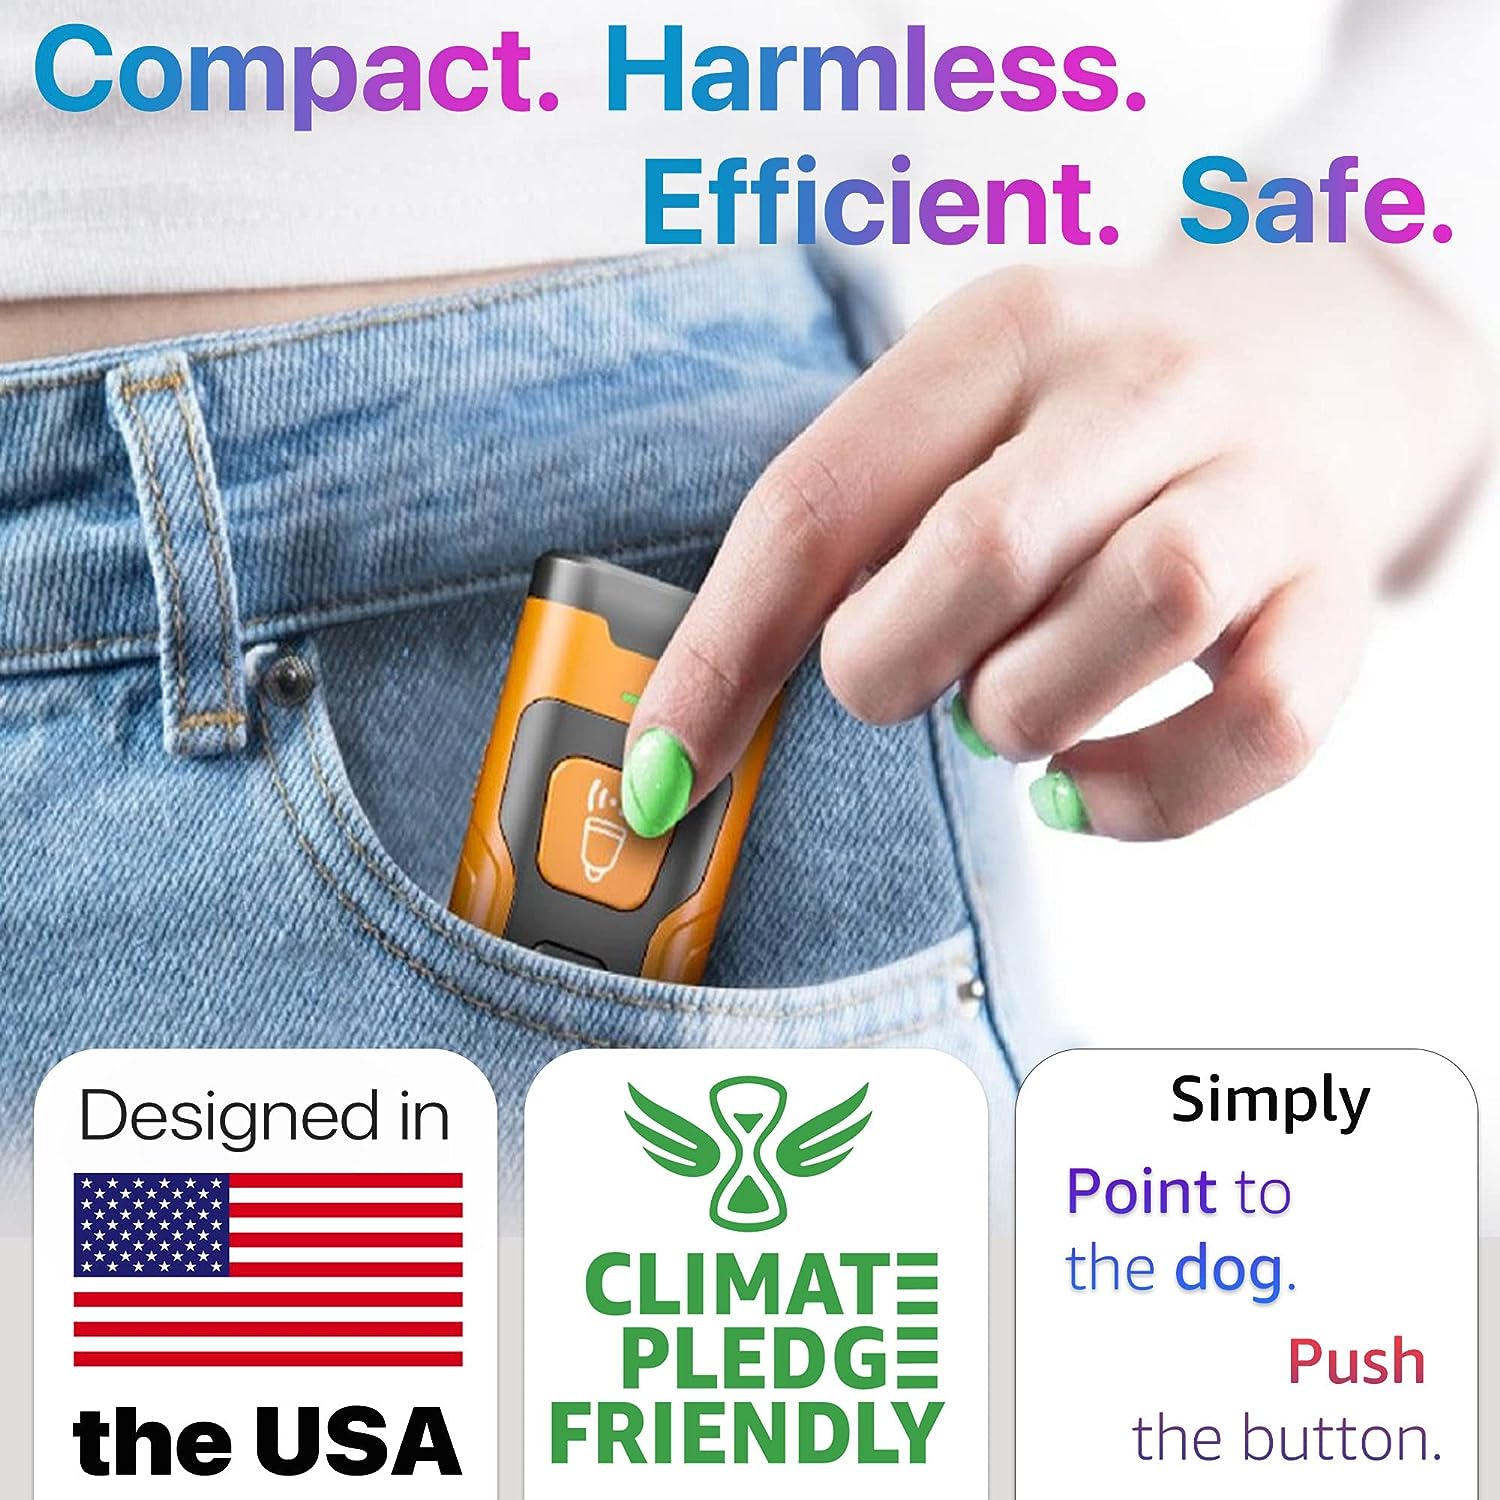 Compact. Harmless.
Efficient. Safe.
Designed in
the USA
CLIMATE
PLEDGE
FRIENDLY
Simply
Point to
the dog.
Push
the button.